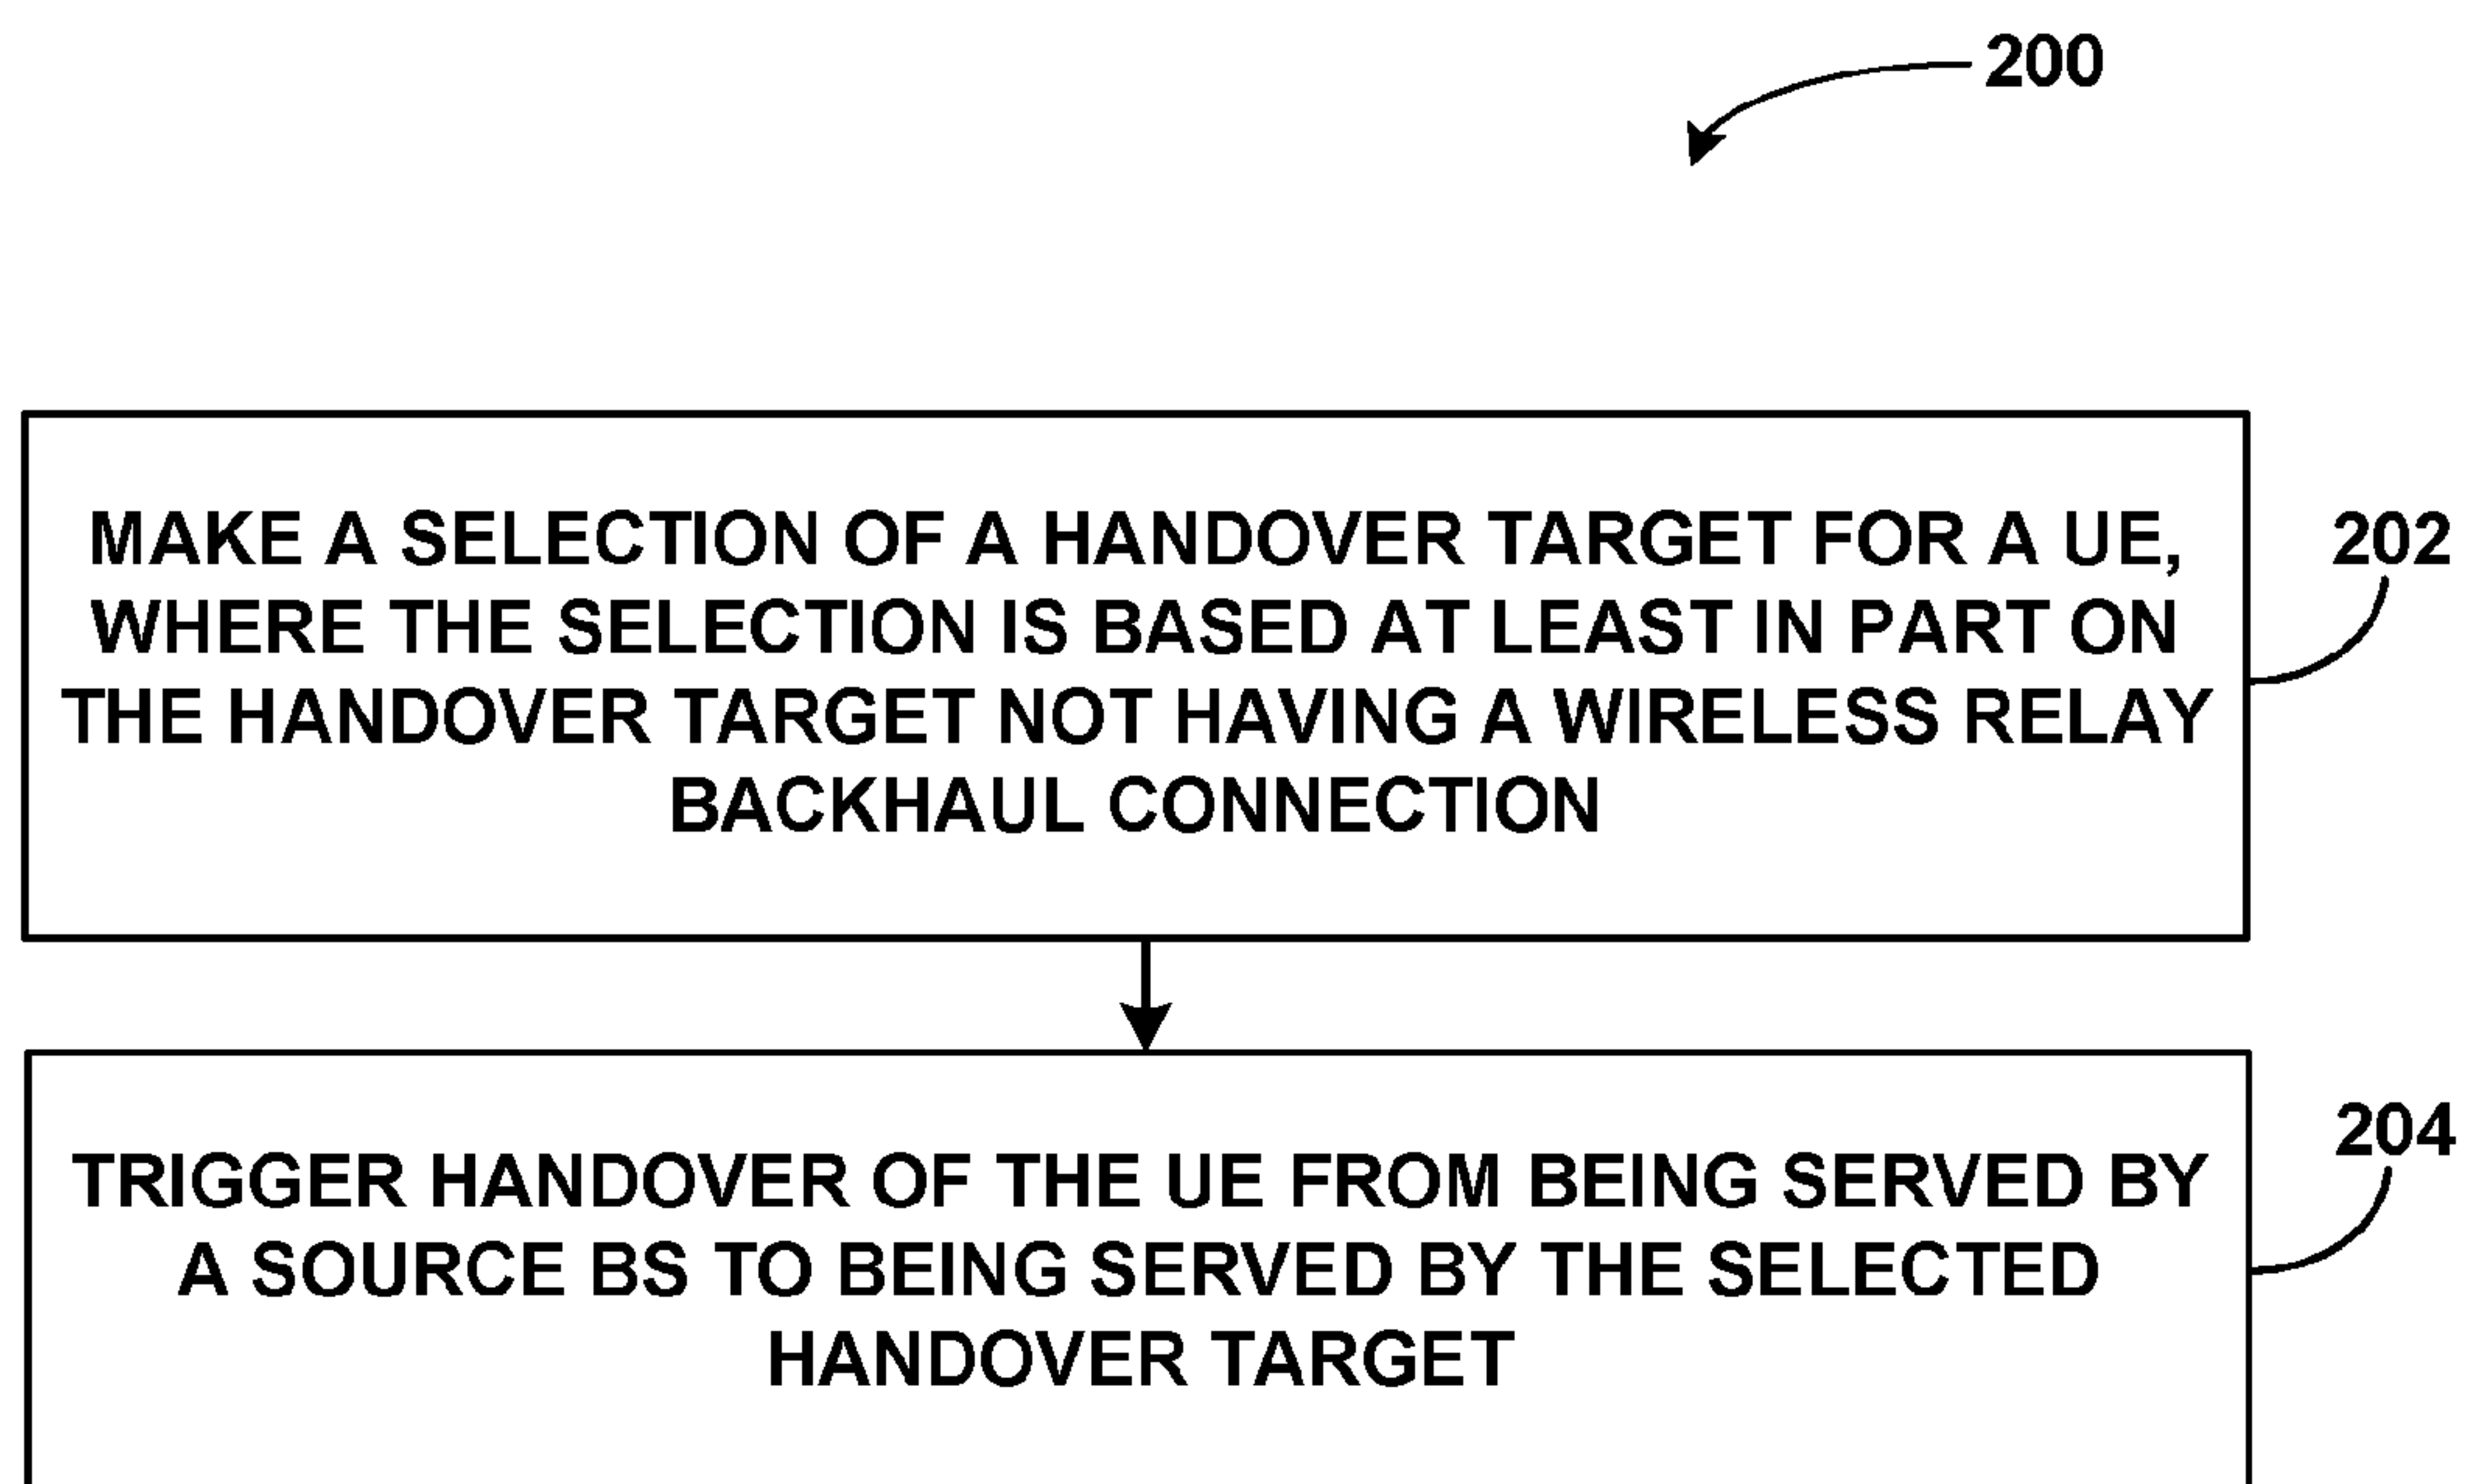 200
MAKE A SELECTION OF A HANDOVER TARGET FOR A UE,
WHERE THE SELECTION IS BASED AT LEAST IN PART ON
THE HANDOVER TARGET NOT HAVING A WIRELESS RELAY
BACKHAUL CONNECTION
202
TRIGGER HANDOVER OF THE UE FROM BEING SERVED BY
A SOURCE BS TO BEING SERVED BY THE SELECTED
HANDOVER TARGET
204